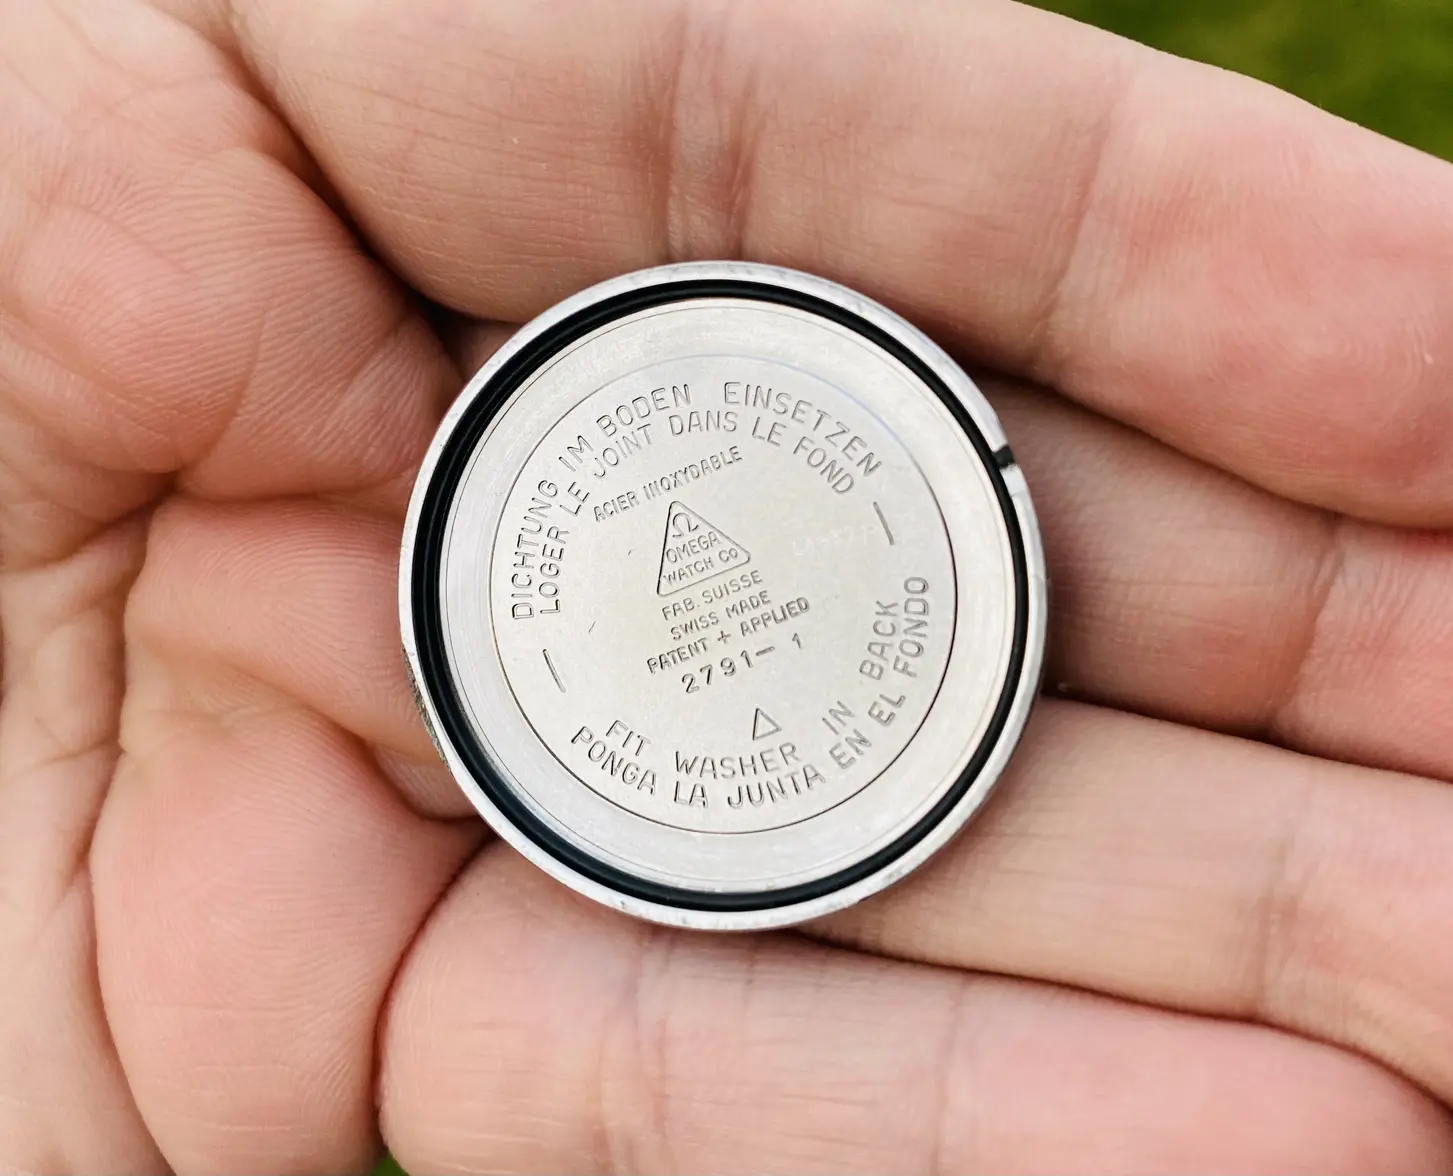 DICHTUNG IM BODEN EINSETZEN
LOGER LE JOINT DANS LE FOND
ACIER INOXYDABLE
Ω
OMEGA
WATCH Co
FAB. SUISSE
SWISS MADE
PATENT + APPLIED
2791-1
FIT WASHER IN BACK
PONGA LA JUNTA EN EL FONDO